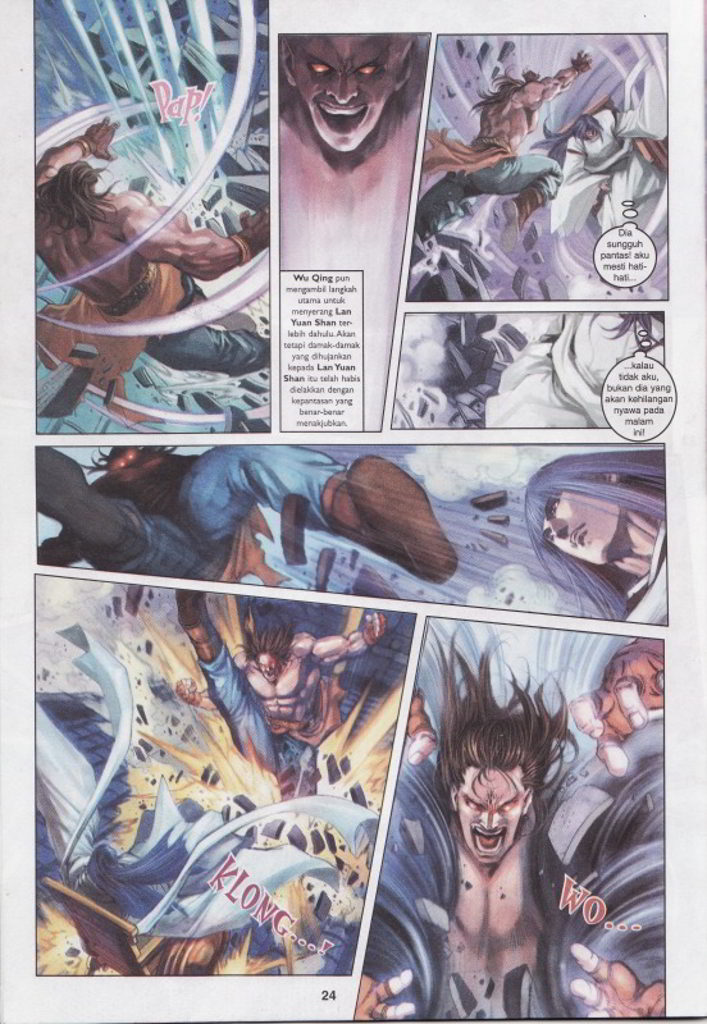 Pap!
Wu Qing pun
mengambil langkah
utama untuk
menyerang Lan
Yuan Shan ter-
lebih dahulu. Akan
tetapi damak-damak
yang dihujankan
kepada Lan Yuan
Shan itu telah habis
dielakkan dengan
kepantasan yang
benar-benar
menakjubkan.
Dia
sungguh
pantas! aku
mesti hati-
hati...
...kalau
tidak aku,
bukan dia yang
akan kehilangan
nyawa pada
malam
ini!
KLONG...!
WO...
24